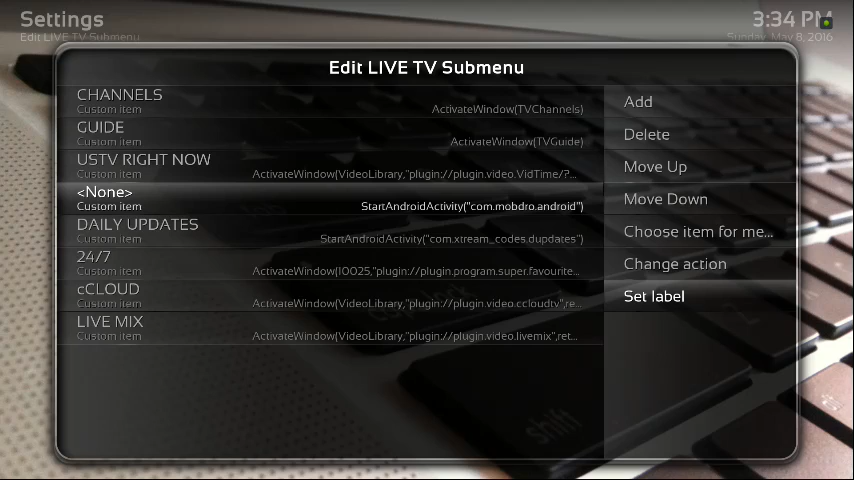 Settings
3:34 PM
Edit LIVE TV Submenu
Sunday, May 8, 2016
Edit LIVE TV Submenu
CHANNELS
Custom item ActivateWindow(TVChannels)
GUIDE
Custom item ActivateWindow(TVGuide)
USTV RIGHT NOW
Custom item ActivateWindow(VideoLibrary,"plugin://plugin.video.VidTime/?...
<None>
Custom item StartAndroidActivity("com.mobdro.android")
DAILY UPDATES
Custom item StartAndroidActivity("com.xtream_codes.dupdates")
24/7
Custom item ActivateWindow(10025,"plugin://plugin.program.super.favourite...
cCLOUD
Custom item ActivateWindow(VideoLibrary,"plugin://plugin.video.ccloudtv",re...
LIVE MIX
Custom item ActivateWindow(VideoLibrary,"plugin://plugin.video.livemix",ret...
Add
Delete
Move Up
Move Down
Choose item for me...
Change action
Set label
shift